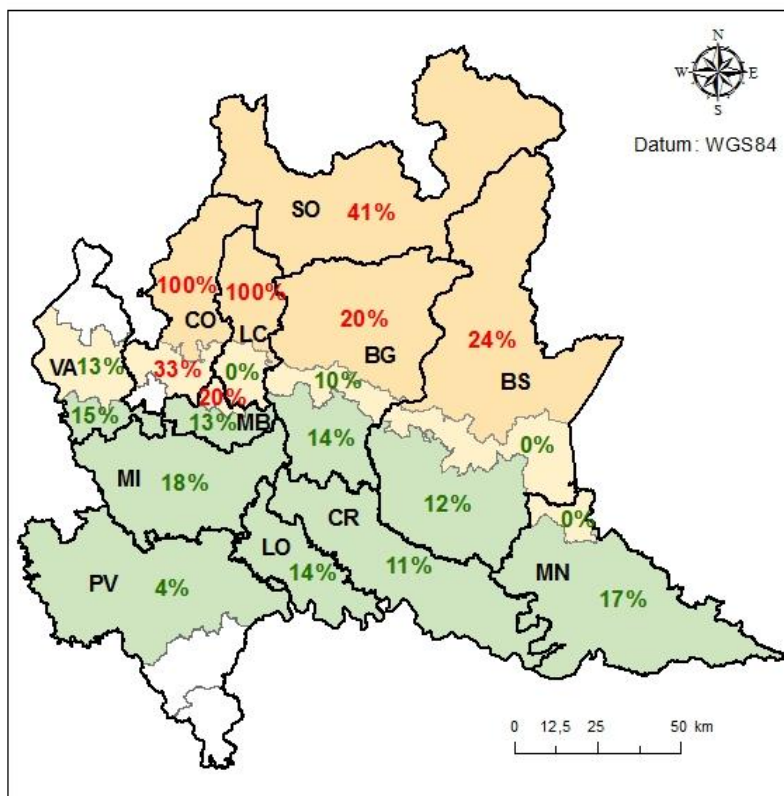 N
W E
S
Datum: WGS84
SO 41%
100% 100%
CO LC
20%
BG
24%
BS
VA 13% 33% 0%
10%
20%
15% 13% MB
14%
0%
MI 18%
12%
0%
CR
LO
14% 11%
MN
17%
PV 4%
0 12,5 25 50 km